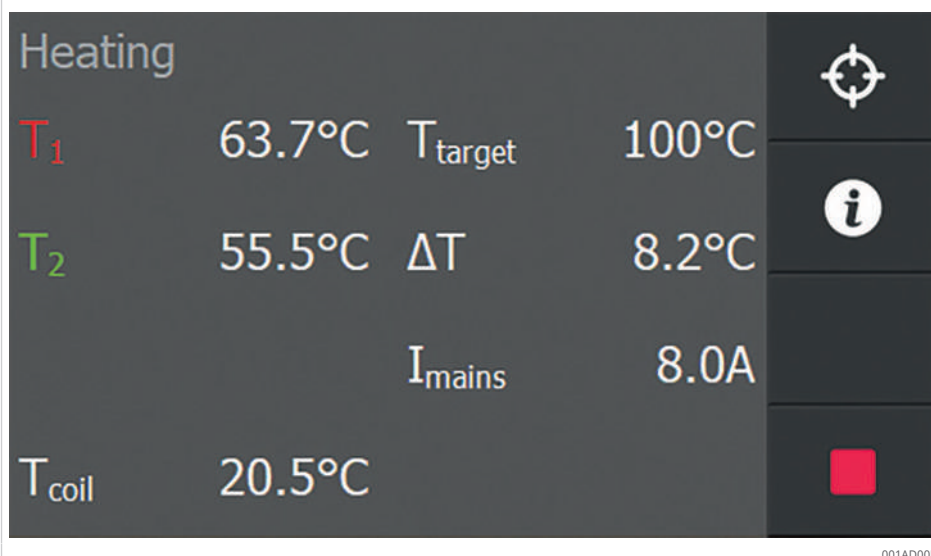 Heating
T1 63.7°C Ttarget 100°C
T2 55.5°C ΔT 8.2°C
Imains 8.0A
Tcoil 20.5°C
i
001AD00